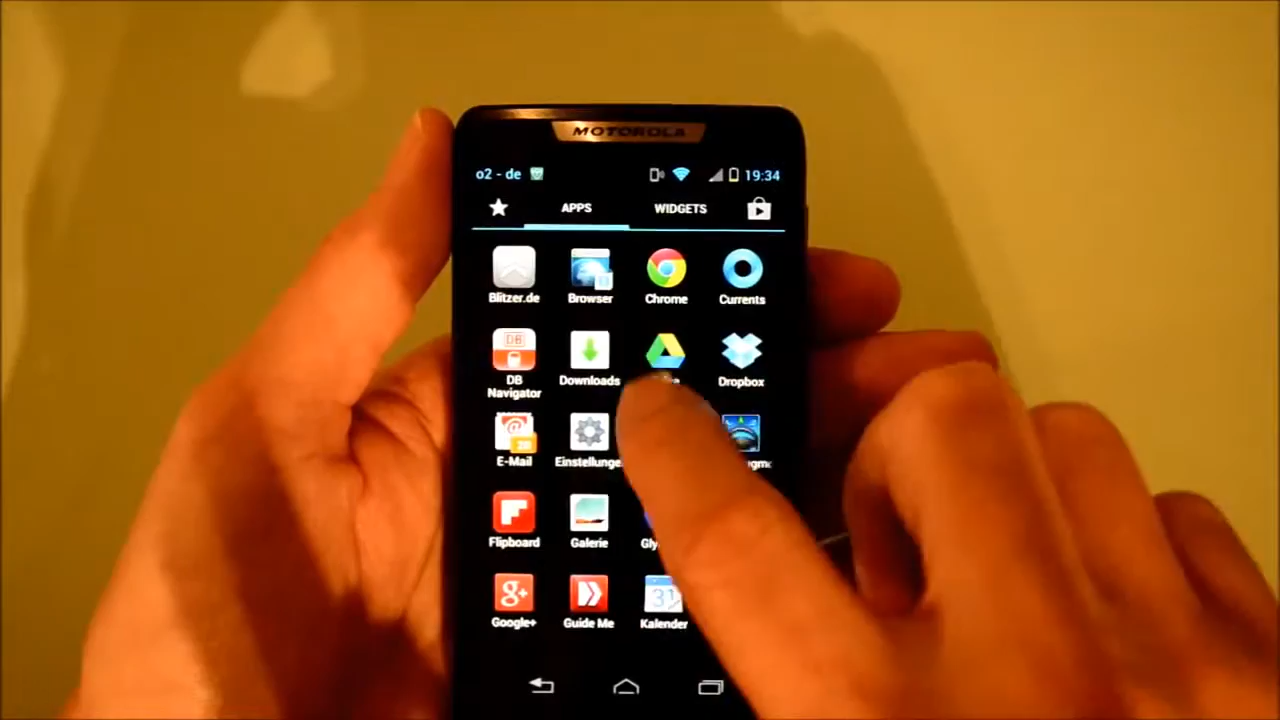 MOTOROLA
o2 - de 19:34
APPS WIDGETS
Blitzer.de Browser Chrome Currents
DB
DB Navigator Downloads Dropbox
E-Mail Einstellunge
Flipboard Galerie
g+ 31
Google+ Guide Me Kalender